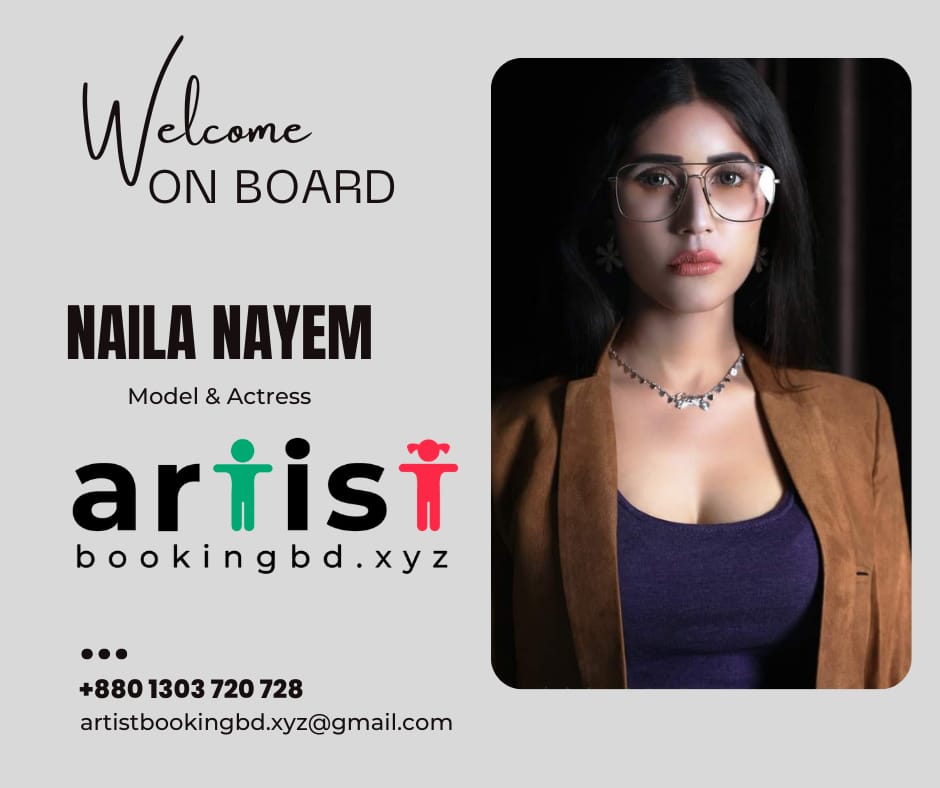 Welcome
ON BOARD
NAILA NAYEM
Model & Actress
artist
bookingbd.xyz
+880 1303 720 728
artistbookingbd.xyz@gmail.com